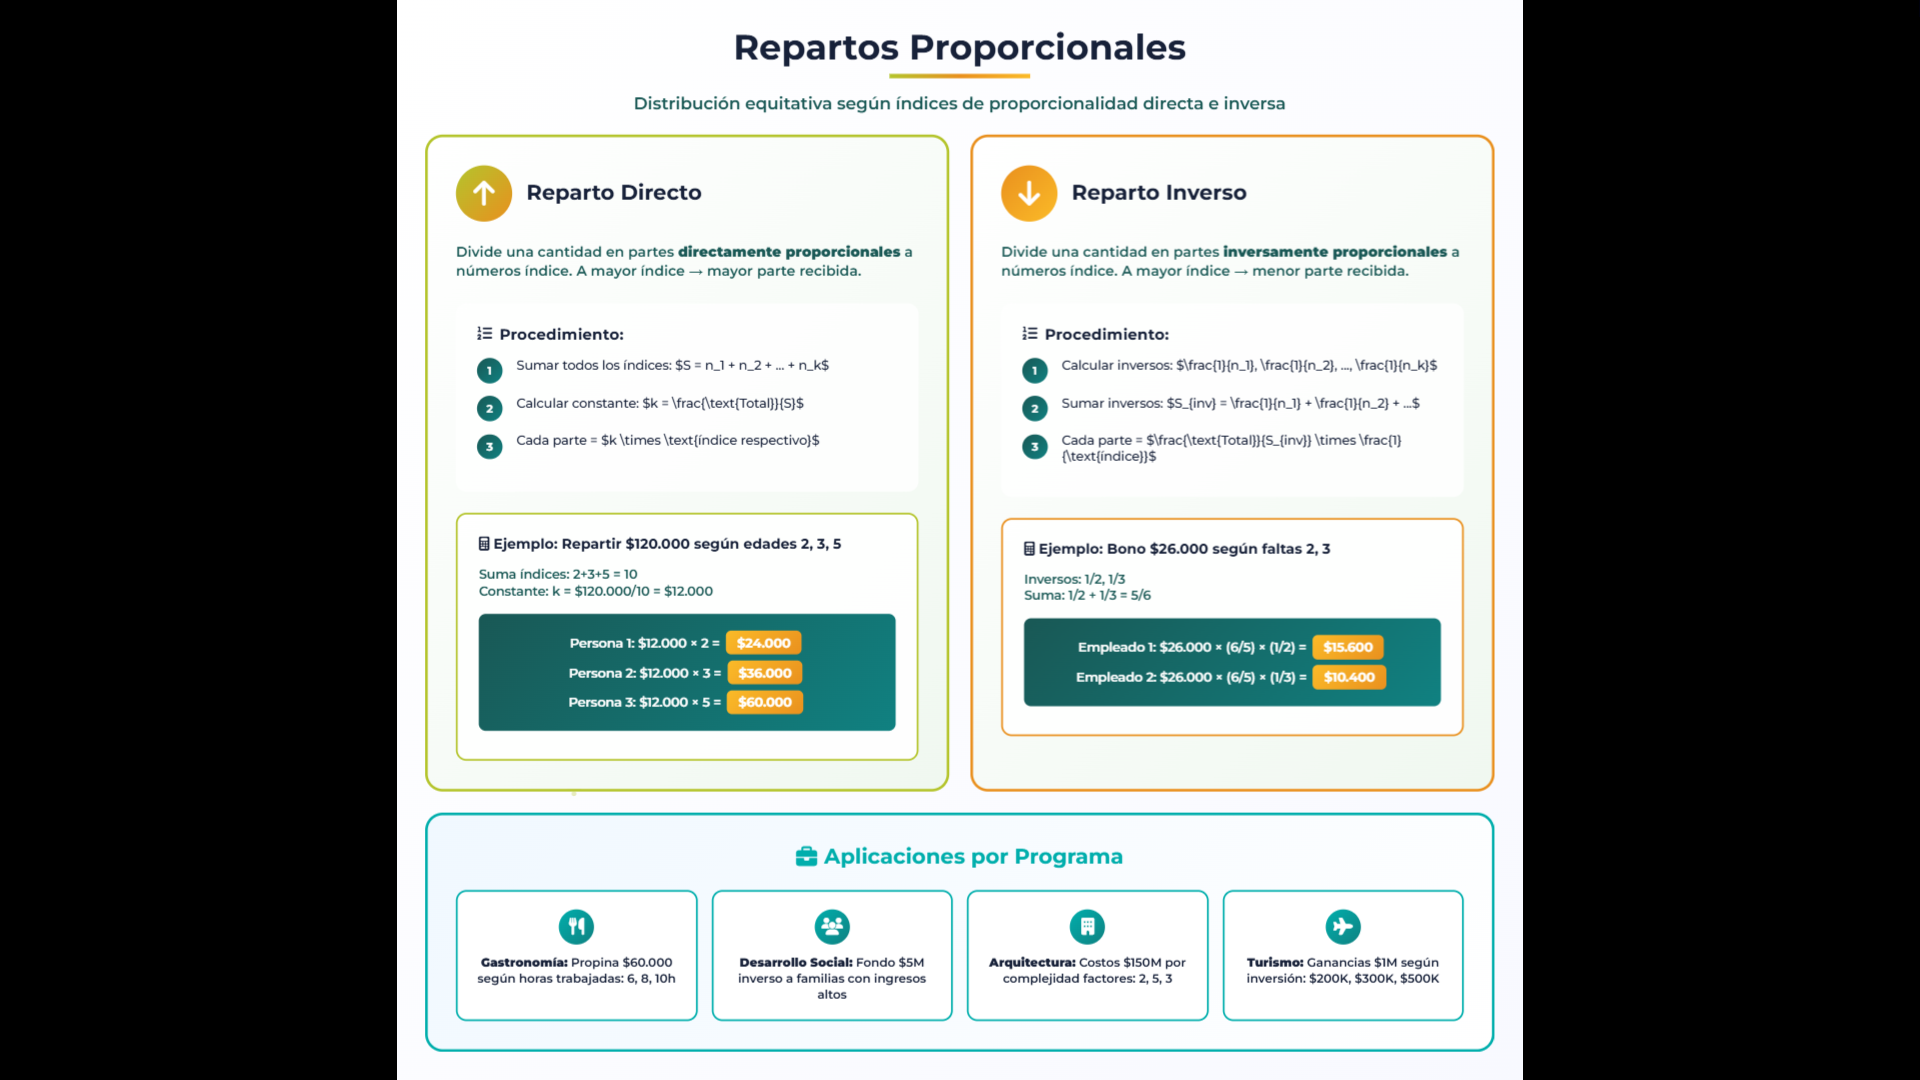 Repartos Proporcionales
Distribución equitativa según índices de proporcionalidad directa e inversa
Reparto Directo
Divide una cantidad en partes directamente proporcionales a
números índice. A mayor índice → mayor parte recibida.
Procedimiento:
1 Sumar todos los índices: $S = n_1 + n_2 + ... + n_k$
2 Calcular constante: $k = \frac{\text{Total}}{S}$
3 Cada parte = $k \times \text{índice respectivo}$
Ejemplo: Repartir $120.000 según edades 2, 3, 5
Suma índices: 2+3+5 = 10
Constante: k = $120.000/10 = $12.000
Persona 1: $12.000 × 2 = $24.000
Persona 2: $12.000 × 3 = $36.000
Persona 3: $12.000 × 5 = $60.000
Reparto Inverso
Divide una cantidad en partes inversamente proporcionales a
números índice. A mayor índice → menor parte recibida.
Procedimiento:
1 Calcular inversos: $\frac{1}{n_1}, \frac{1}{n_2}, ..., \frac{1}{n_k}$
2 Sumar inversos: $S_{inv} = \frac{1}{n_1} + \frac{1}{n_2} + ...$
3 Cada parte = $\frac{\text{Total}}{S_{inv}} \times \frac{1}
{\text{índice}}$
Ejemplo: Bono $26.000 según faltas 2, 3
Inversos: 1/2, 1/3
Suma: 1/2 + 1/3 = 5/6
Empleado 1: $26.000 × (6/5) × (1/2) = $15.600
Empleado 2: $26.000 × (6/5) × (1/3) = $10.400
Aplicaciones por Programa
Gastronomía: Propina $60.000
según horas trabajadas: 6, 8, 10h
Desarrollo Social: Fondo $5M
inverso a familias con ingresos
altos
Arquitectura: Costos $150M por
complejidad factores: 2, 5, 3
Turismo: Ganancias $1M según
inversión: $200K, $300K, $500K